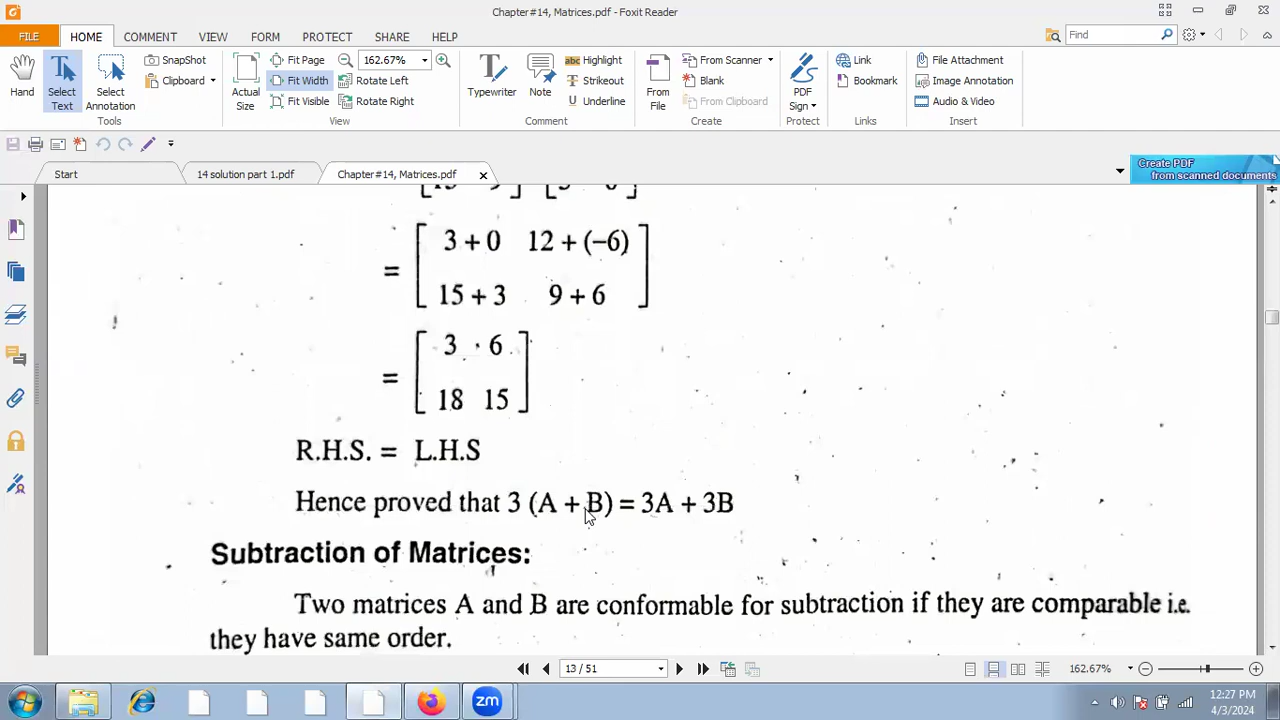 Chapter#14, Matrices.pdf - Foxit Reader
FILE HOME COMMENT VIEW FORM PROTECT SHARE HELP
Find
Hand
Select Text
Select Annotation
SnapShot
Clipboard
Tools
Actual Size
Fit Page
Fit Width
Fit Visible
162.67%
Rotate Left
Rotate Right
View
Typewriter
Note
Highlight
Strikeout
Underline
Comment
From File
From Scanner
Blank
From Clipboard
Create
PDF Sign
Protect
Link
Bookmark
Links
File Attachment
Image Annotation
Audio & Video
Insert
Start
14 solution part 1.pdf
Chapter#14, Matrices.pdf
Create PDF
from scanned documents
3 + 0 12 + (−6)
=
15 + 3 9 + 6
3 6
=
18 15
R.H.S. = L.H.S
Hence proved that 3 (A + B) = 3A + 3B
Subtraction of Matrices:
Two matrices A and B are conformable for subtraction if they are comparable i.e.
they have same order.
13 / 51
162.67%
zm
12:27 PM
4/3/2024